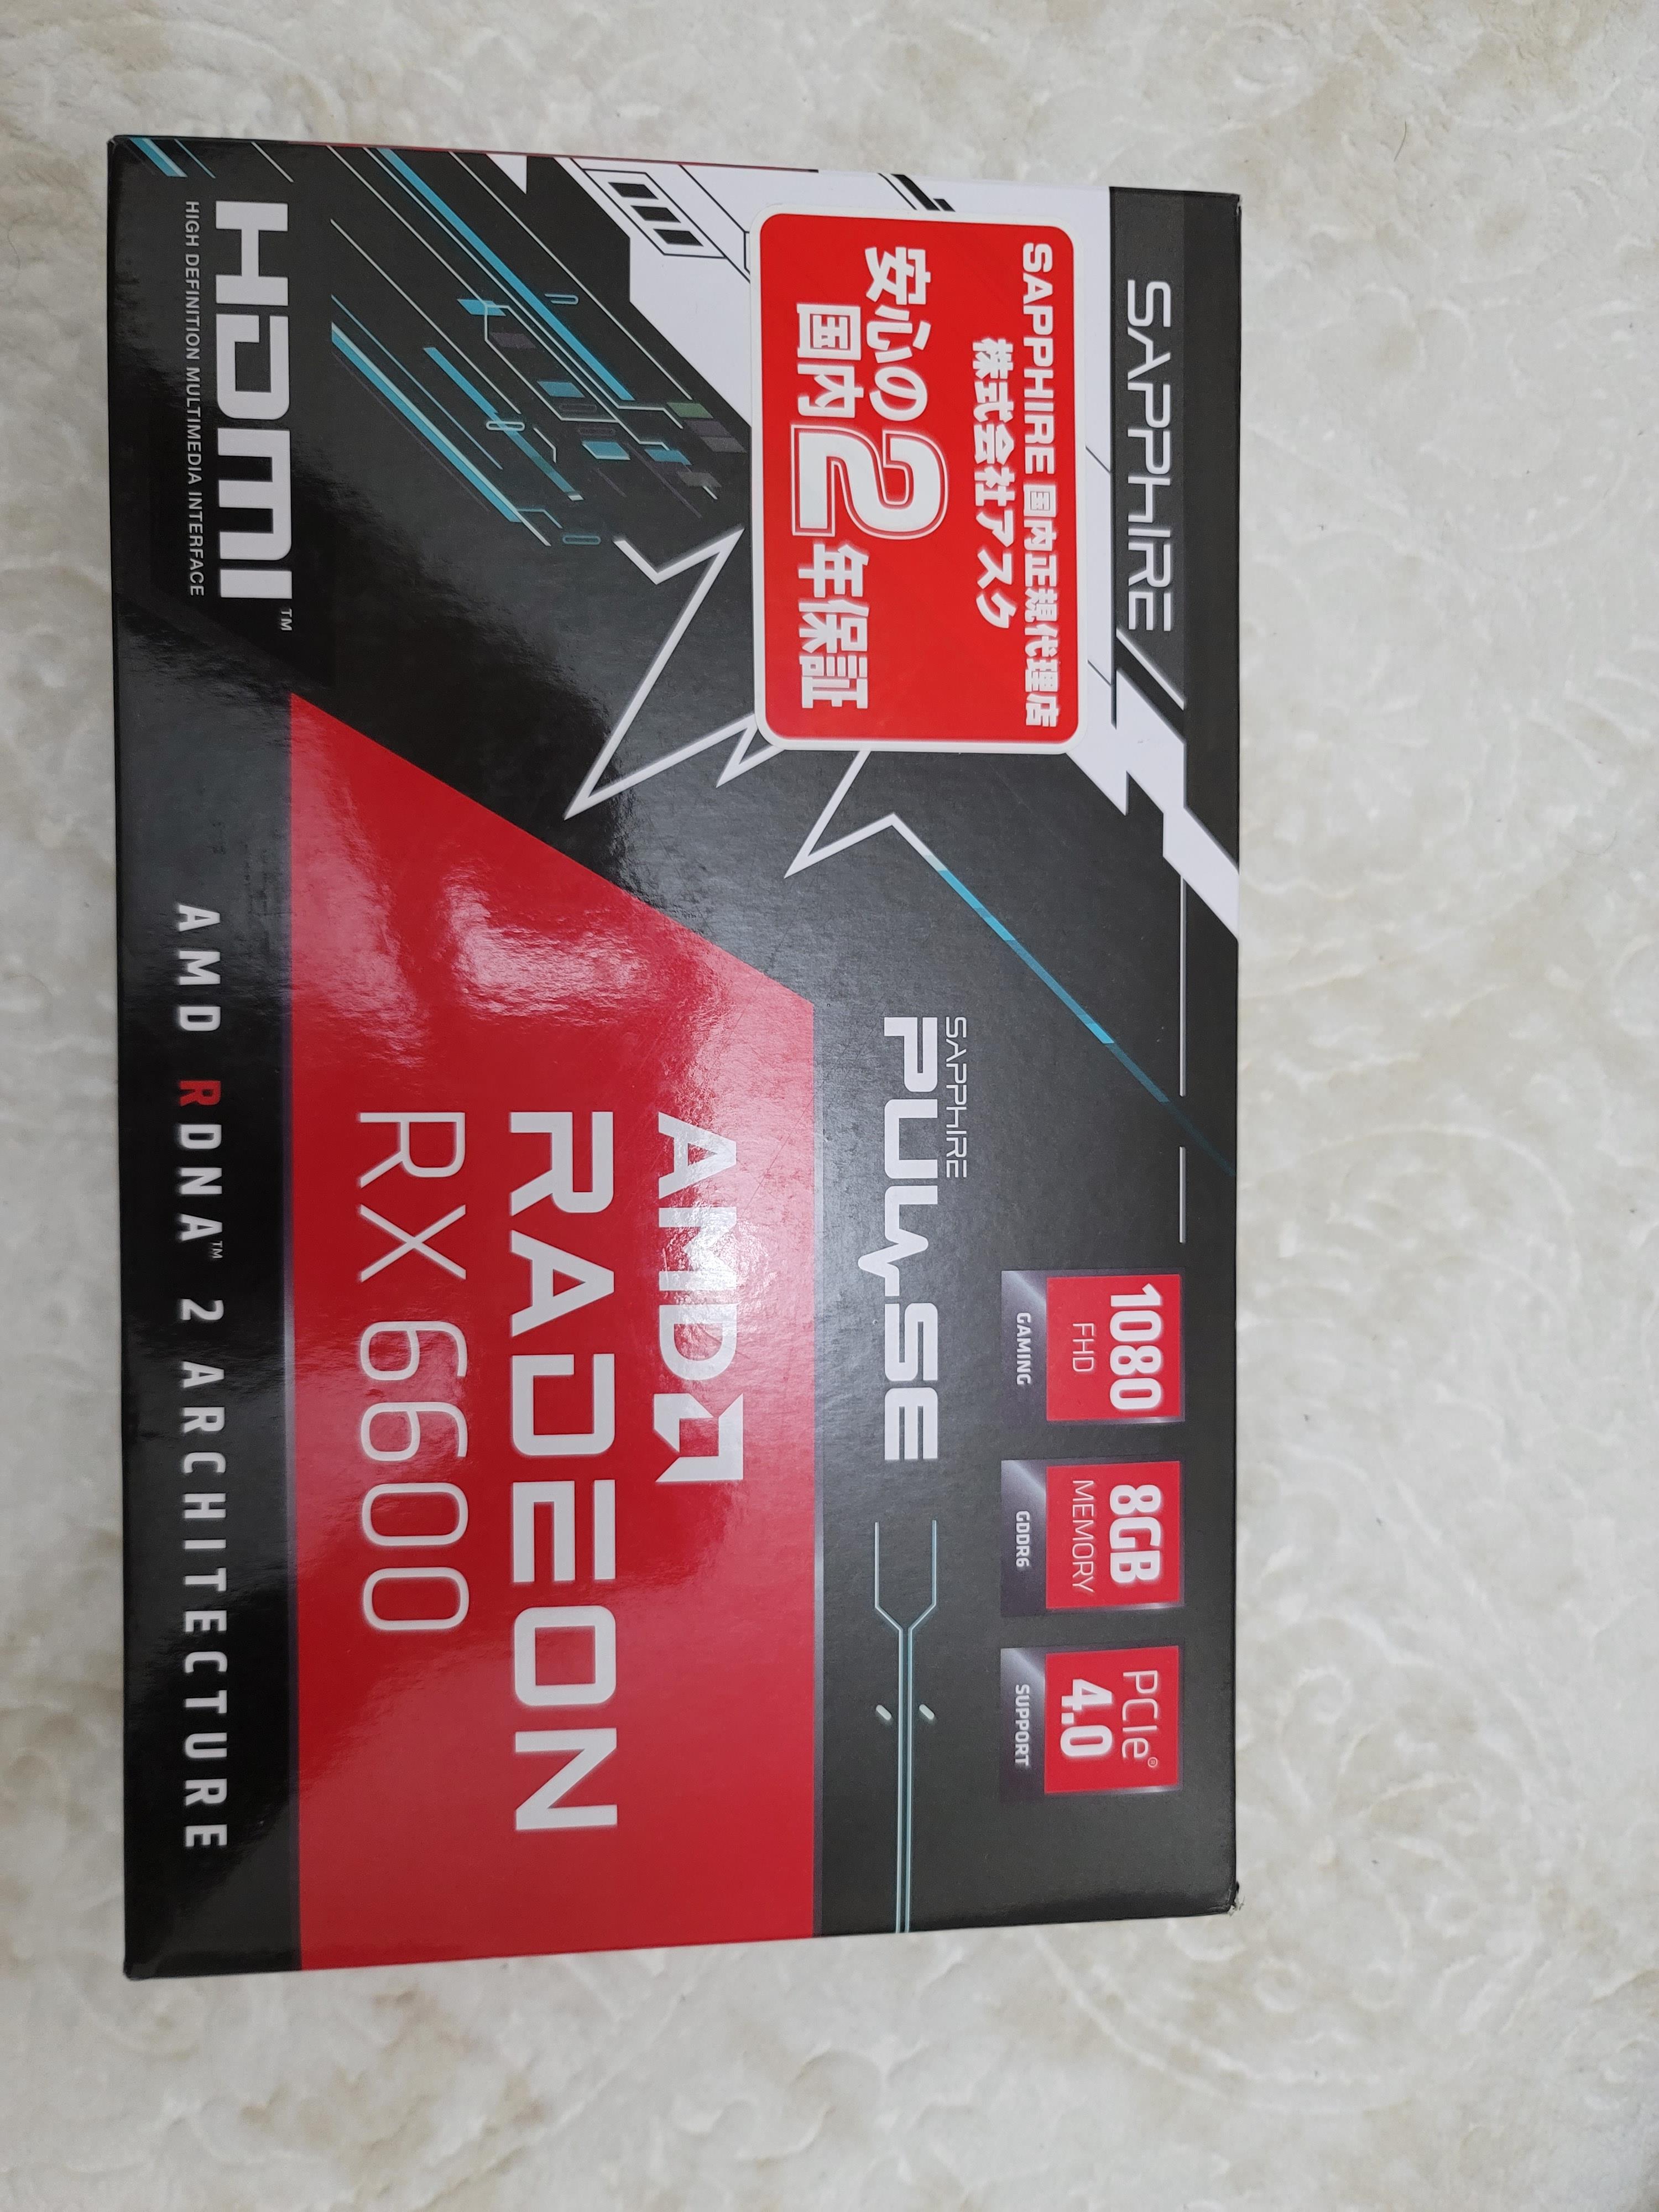 SAPPHIRE
SAPPHIRE 国内正規代理店
株式会社アスク
安心の
国内2年保証
1080
FHD
GAMING
8GB
MEMORY
GDDR6
PCIe®
4.0
SUPPORT
SAPPHIRE
PULSE
AMD
RADEON
RX 6600
HDMI™
HIGH DEFINITION MULTIMEDIA INTERFACE
AMD RDNA™ 2 ARCHITECTURE